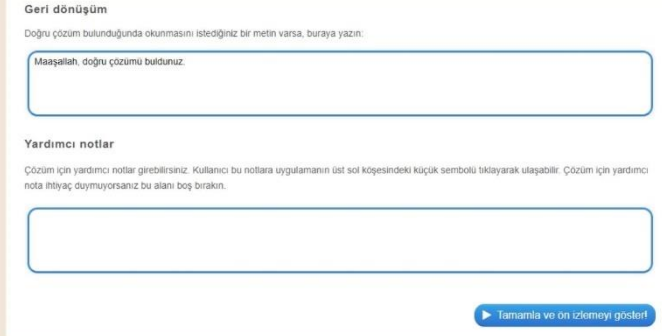 Geri dönüşüm
Doğru çözüm bulunduğunda okunmasını istediğiniz bir metin varsa, buraya yazın:
Maaşallah, doğru çözümü buldunuz.
Yardımcı notlar
Çözüm için yardımcı notlar girebilirsiniz. Kullanıcı bu notlara uygulamanın üst sol köşesindeki küçük sembolü tıklayarak ulaşabilir. Çözüm için yardımcı
nota ihtiyaç duymuyorsanız bu alanı boş bırakın.
Tamamla ve ön izlemeyi göster!